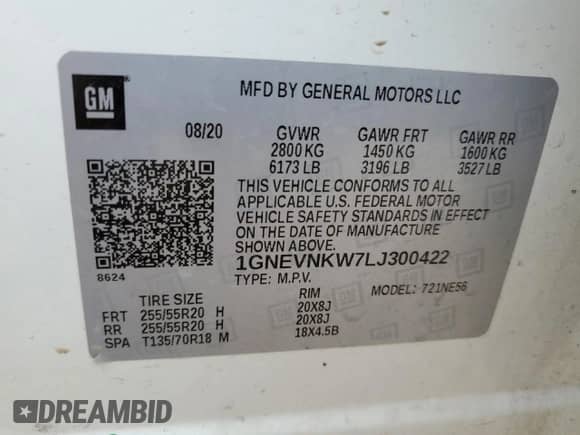 GM
MFD BY GENERAL MOTORS LLC
08/20 GVWR GAWR FRT GAWR RR
2800 KG 1450 KG 1600 KG
6173 LB 3196 LB 3527 LB
THIS VEHICLE CONFORMS TO ALL
APPLICABLE U.S. FEDERAL MOTOR
VEHICLE SAFETY STANDARDS IN EFFECT
ON THE DATE OF MANUFACTURE
SHOWN ABOVE.
8624
1GNEVNKW7LJ300422
TYPE: M.P.V. MODEL: 721NE56
TIRE SIZE RIM
FRT 255/55R20 H 20X8J
RR 255/55R20 H 20X8J
SPA T135/70R18 M 18X4.5B
DREAMBID